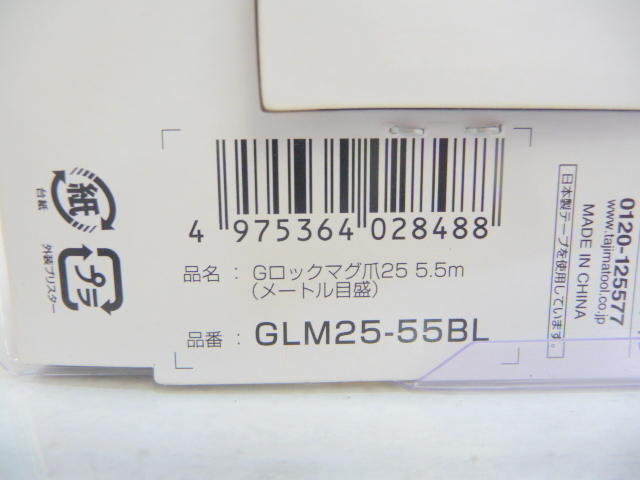 4 975364 028488
品名 : Gロックマグ爪25 5.5m
(メートル目盛)
品番 : GLM25-55BL
紙
台紙
プラ
外装ブリスター
日本製テープを使用しています。
MADE IN CHINA
www.tajimatool.co.jp
0120-125577